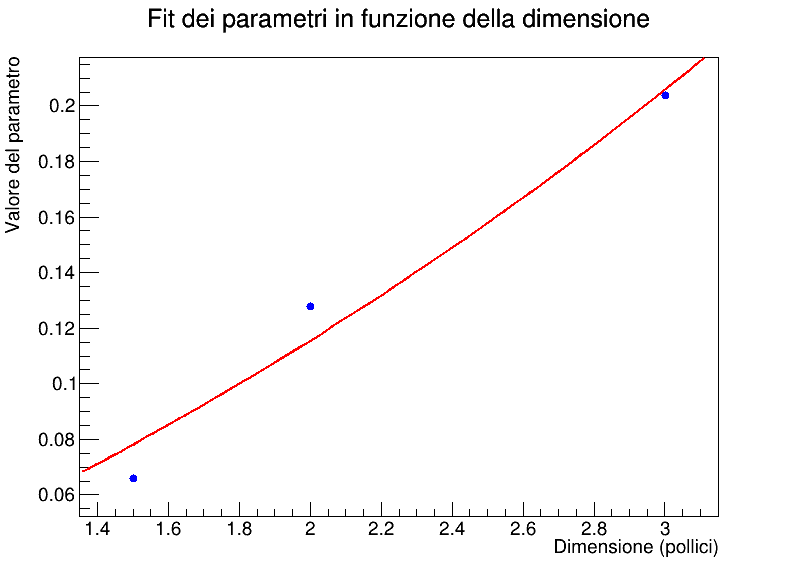 Fit dei parametri in funzione della dimensione
Valore del parametro
0.2
0.18
0.16
0.14
0.12
0.1
0.08
0.06
1.4 1.6 1.8 2 2.2 2.4 2.6 2.8 3
Dimensione (pollici)